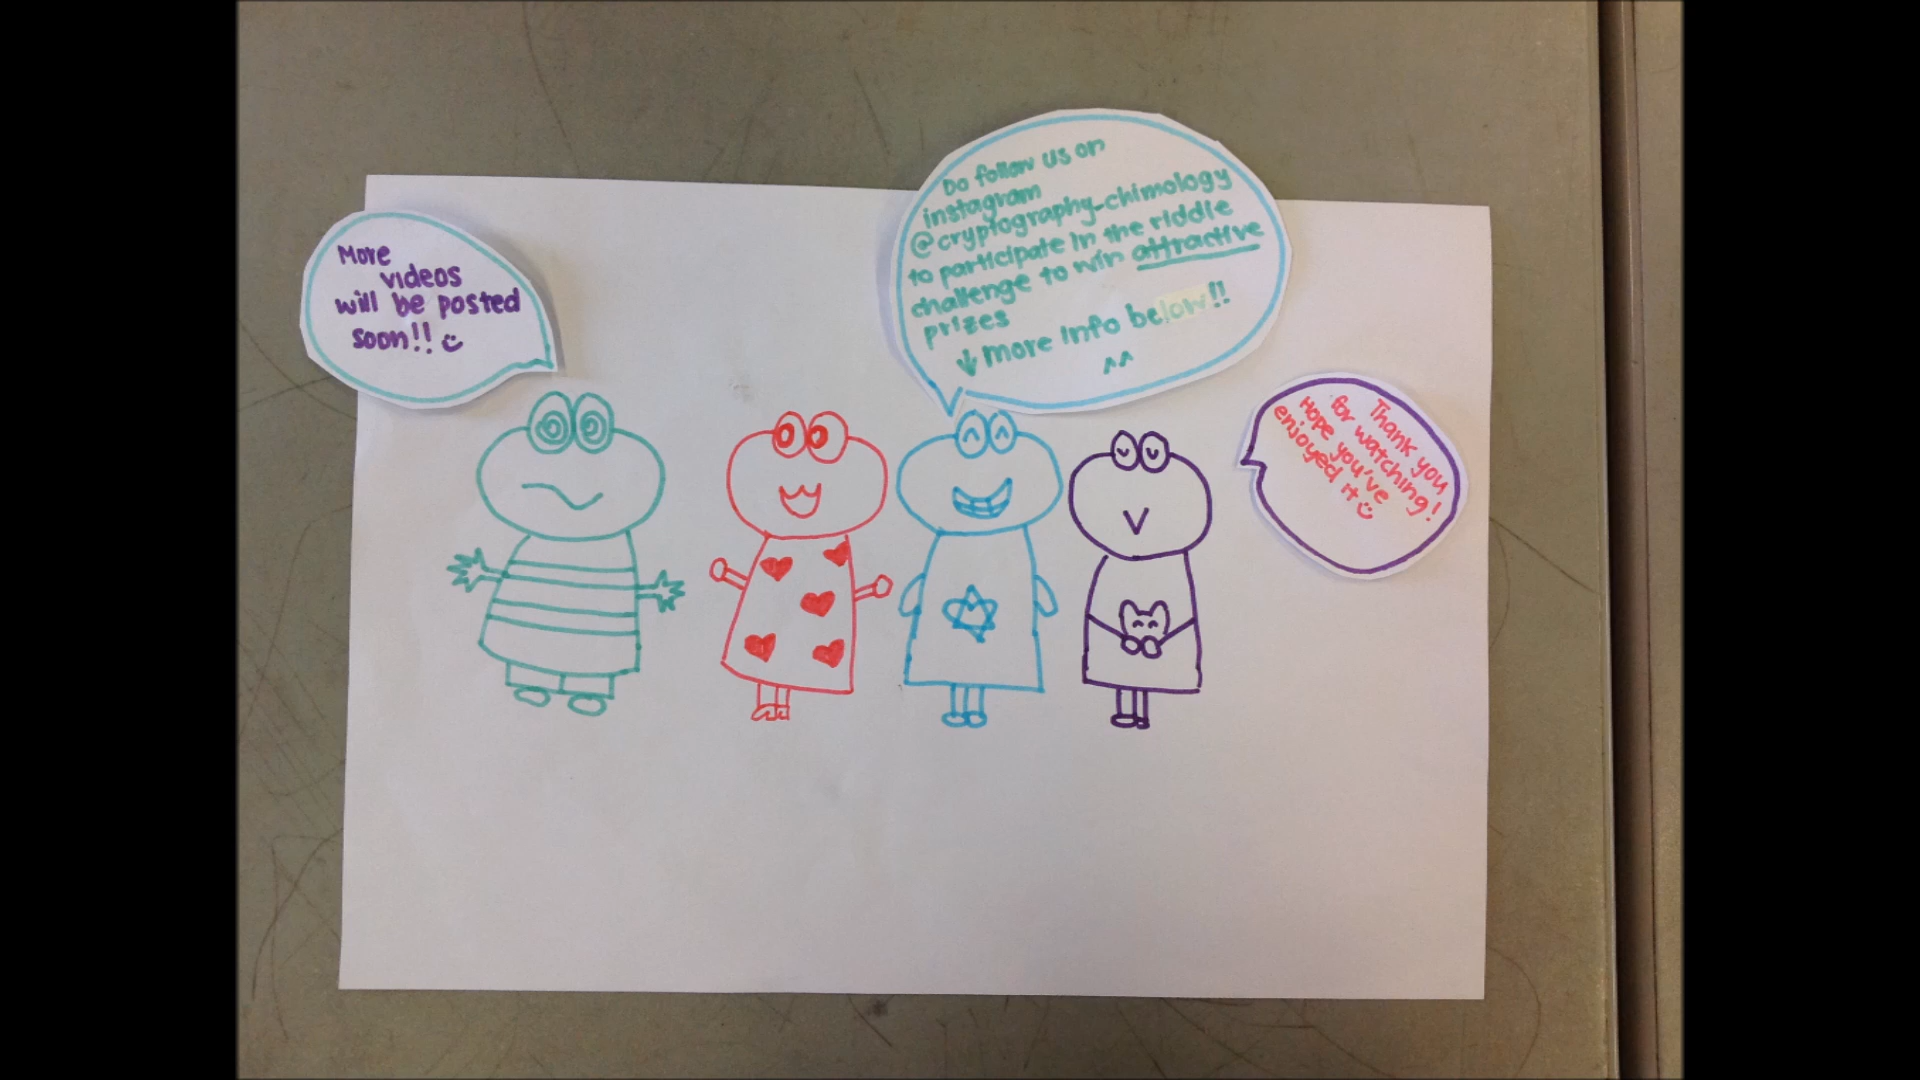 More
videos
will be posted
soon!!
Do follow us on
instagram
@cryptography_chimology
to participate in the riddle
challenge to win attractive
prizes
↓ more info below!!
^^
Thank you
for watching!
Hope you've
enjoyed it